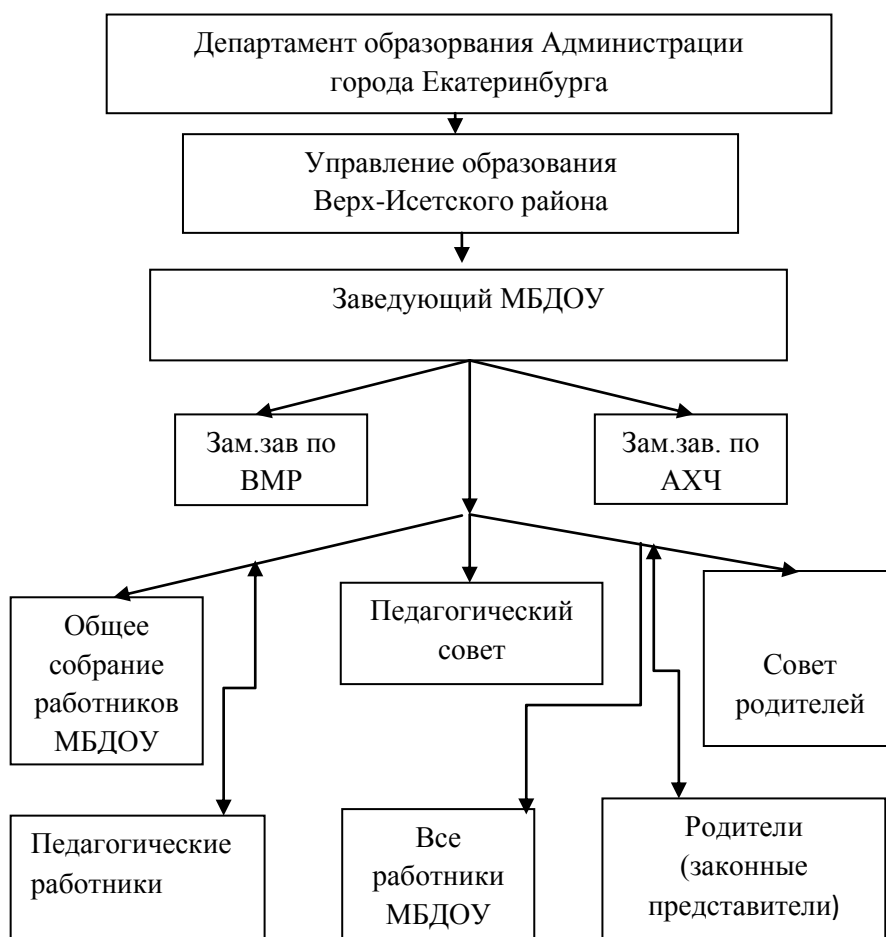 Департамент образорвания Администрации
города Екатеринбурга
Управление образования
Верх-Исетского района
Заведующий МБДОУ
Зам.зав по
ВМР
Зам.зав. по
АХЧ
Общее
собрание
работников
МБДОУ
Педагогический
совет
Совет
родителей
Педагогические
работники
Все
работники
МБДОУ
Родители
(законные
представители)